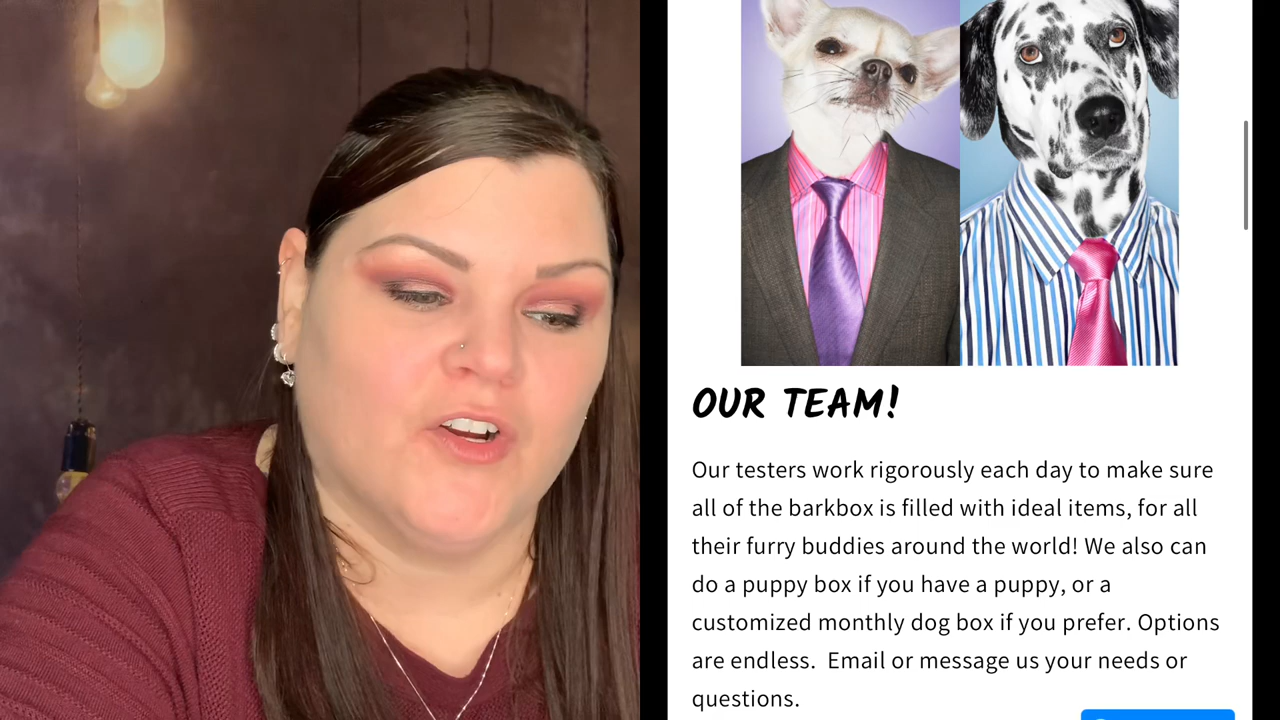 OUR TEAM!
Our testers work rigorously each day to make sure
all of the barkbox is filled with ideal items, for all
their furry buddies around the world! We also can
do a puppy box if you have a puppy, or a
customized monthly dog box if you prefer. Options
are endless.  Email or message us your needs or
questions.